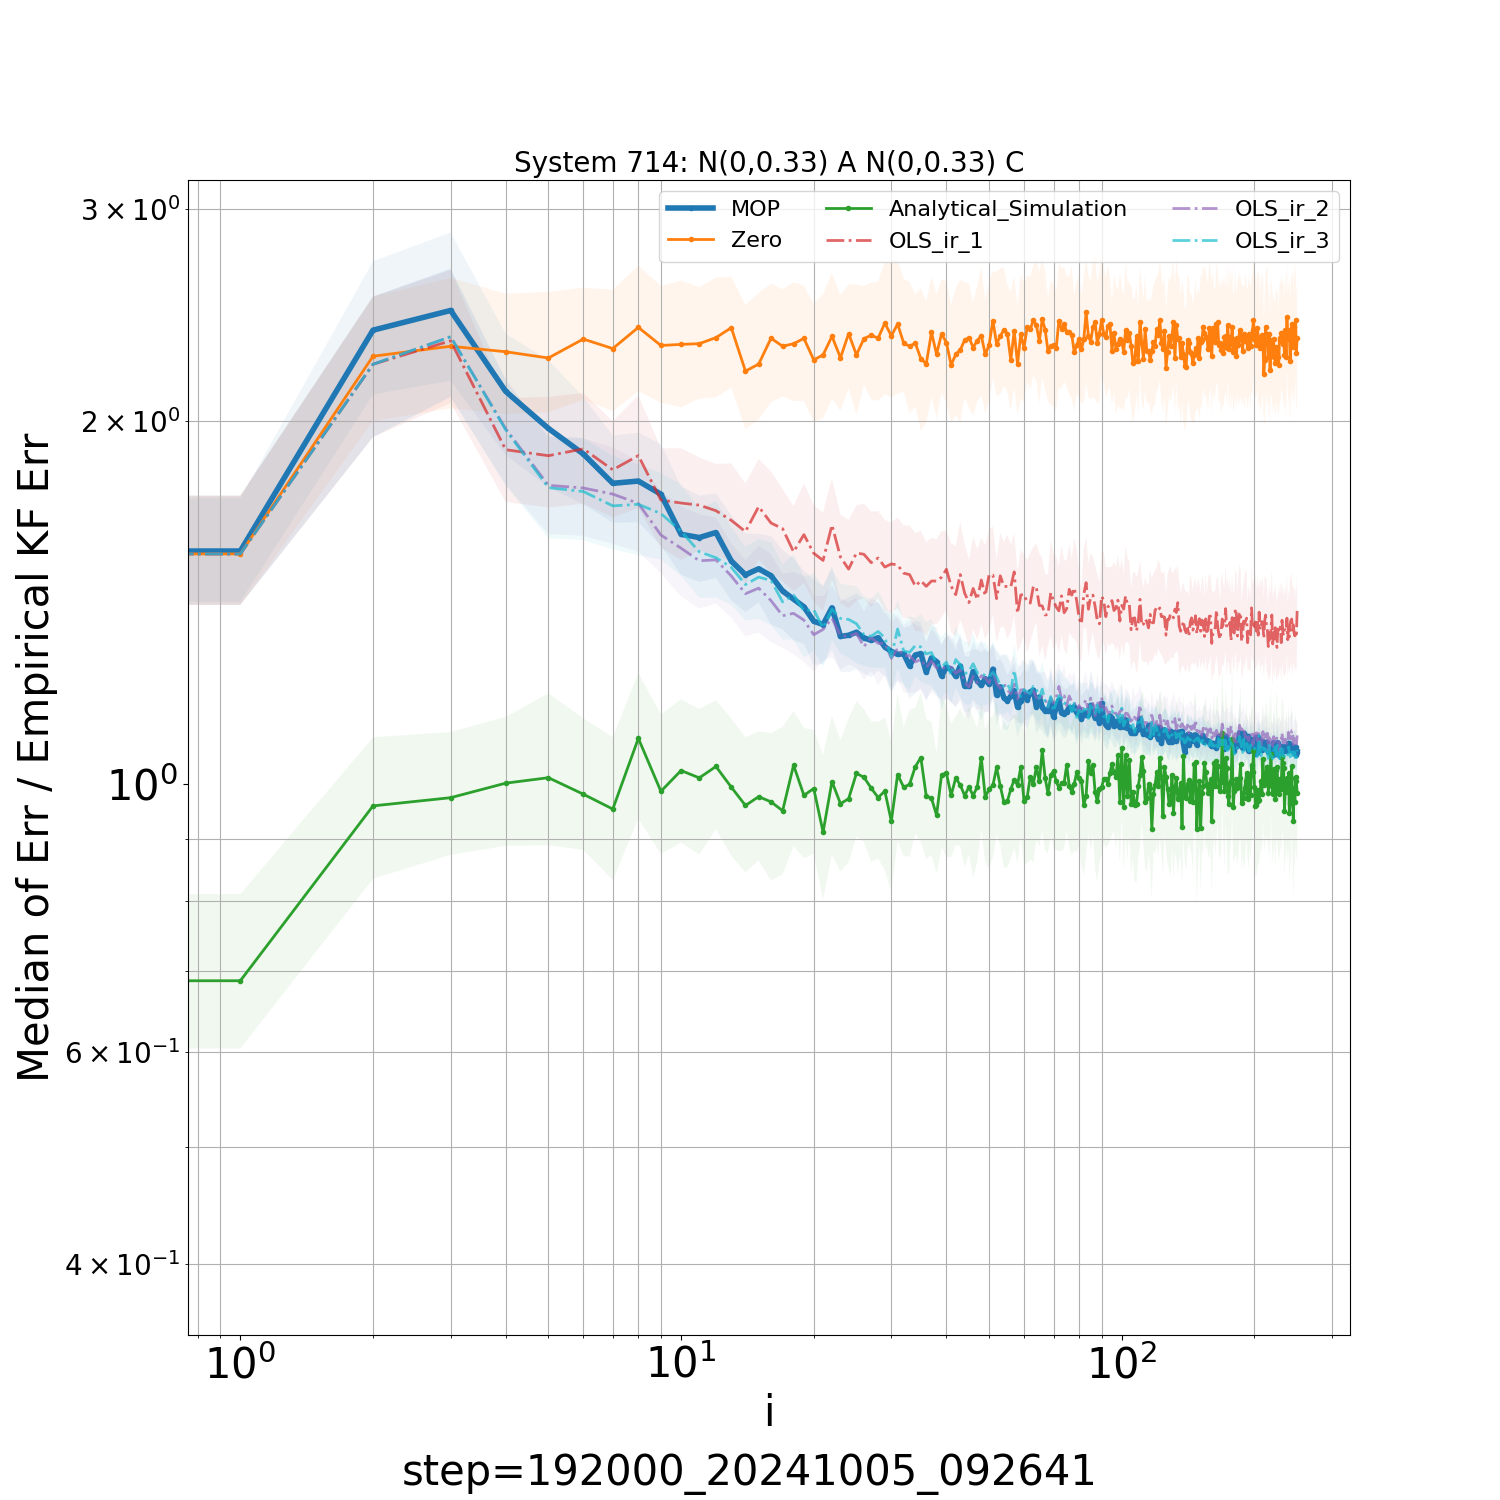 System 714: N(0,0.33) A N(0,0.33) C
MOP
Zero
Analytical_Simulation
OLS_ir_1
OLS_ir_2
OLS_ir_3
Median of Err / Empirical KF Err
3 × 10⁰
2 × 10⁰
10⁰
6 × 10⁻¹
4 × 10⁻¹
10⁰ 10¹ 10²
i
step=192000_20241005_092641